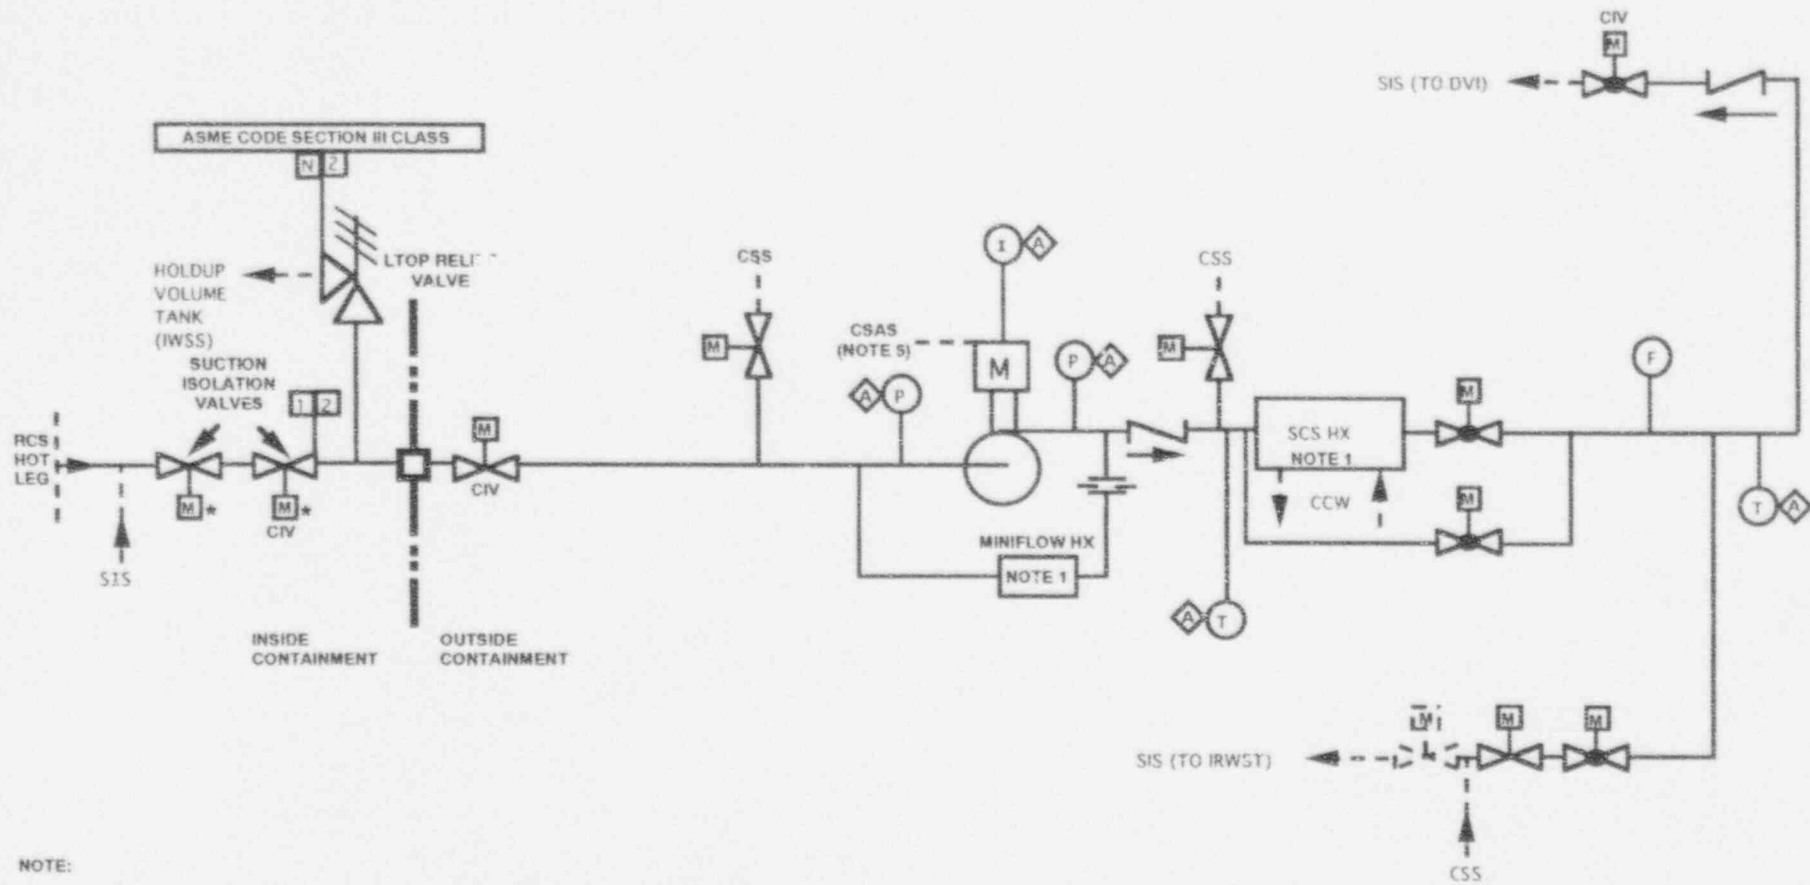 CIV
M
SIS (TO DVI)
ASME CODE SECTION III CLASS
N 2
LTOP
VALVE
HOLDUP
VOLUME
TANK
(IWSS)
SUCTION
ISOLATION
VALVES
1 2
RCS
HOT
LEG
M *
M *
CIV
SIS
M
CIV
INSIDE
CONTAINMENT
OUTSIDE
CONTAINMENT
CSS
M
I A
CSAS
(NOTE 5)
M
A P
P A
CSS
M
SCS HX
NOTE 1
CCW
M
M
F
T A
MINIFLOW HX
NOTE 1
A T
M
M
M
SIS (TO IRWST)
CSS
NOTE: